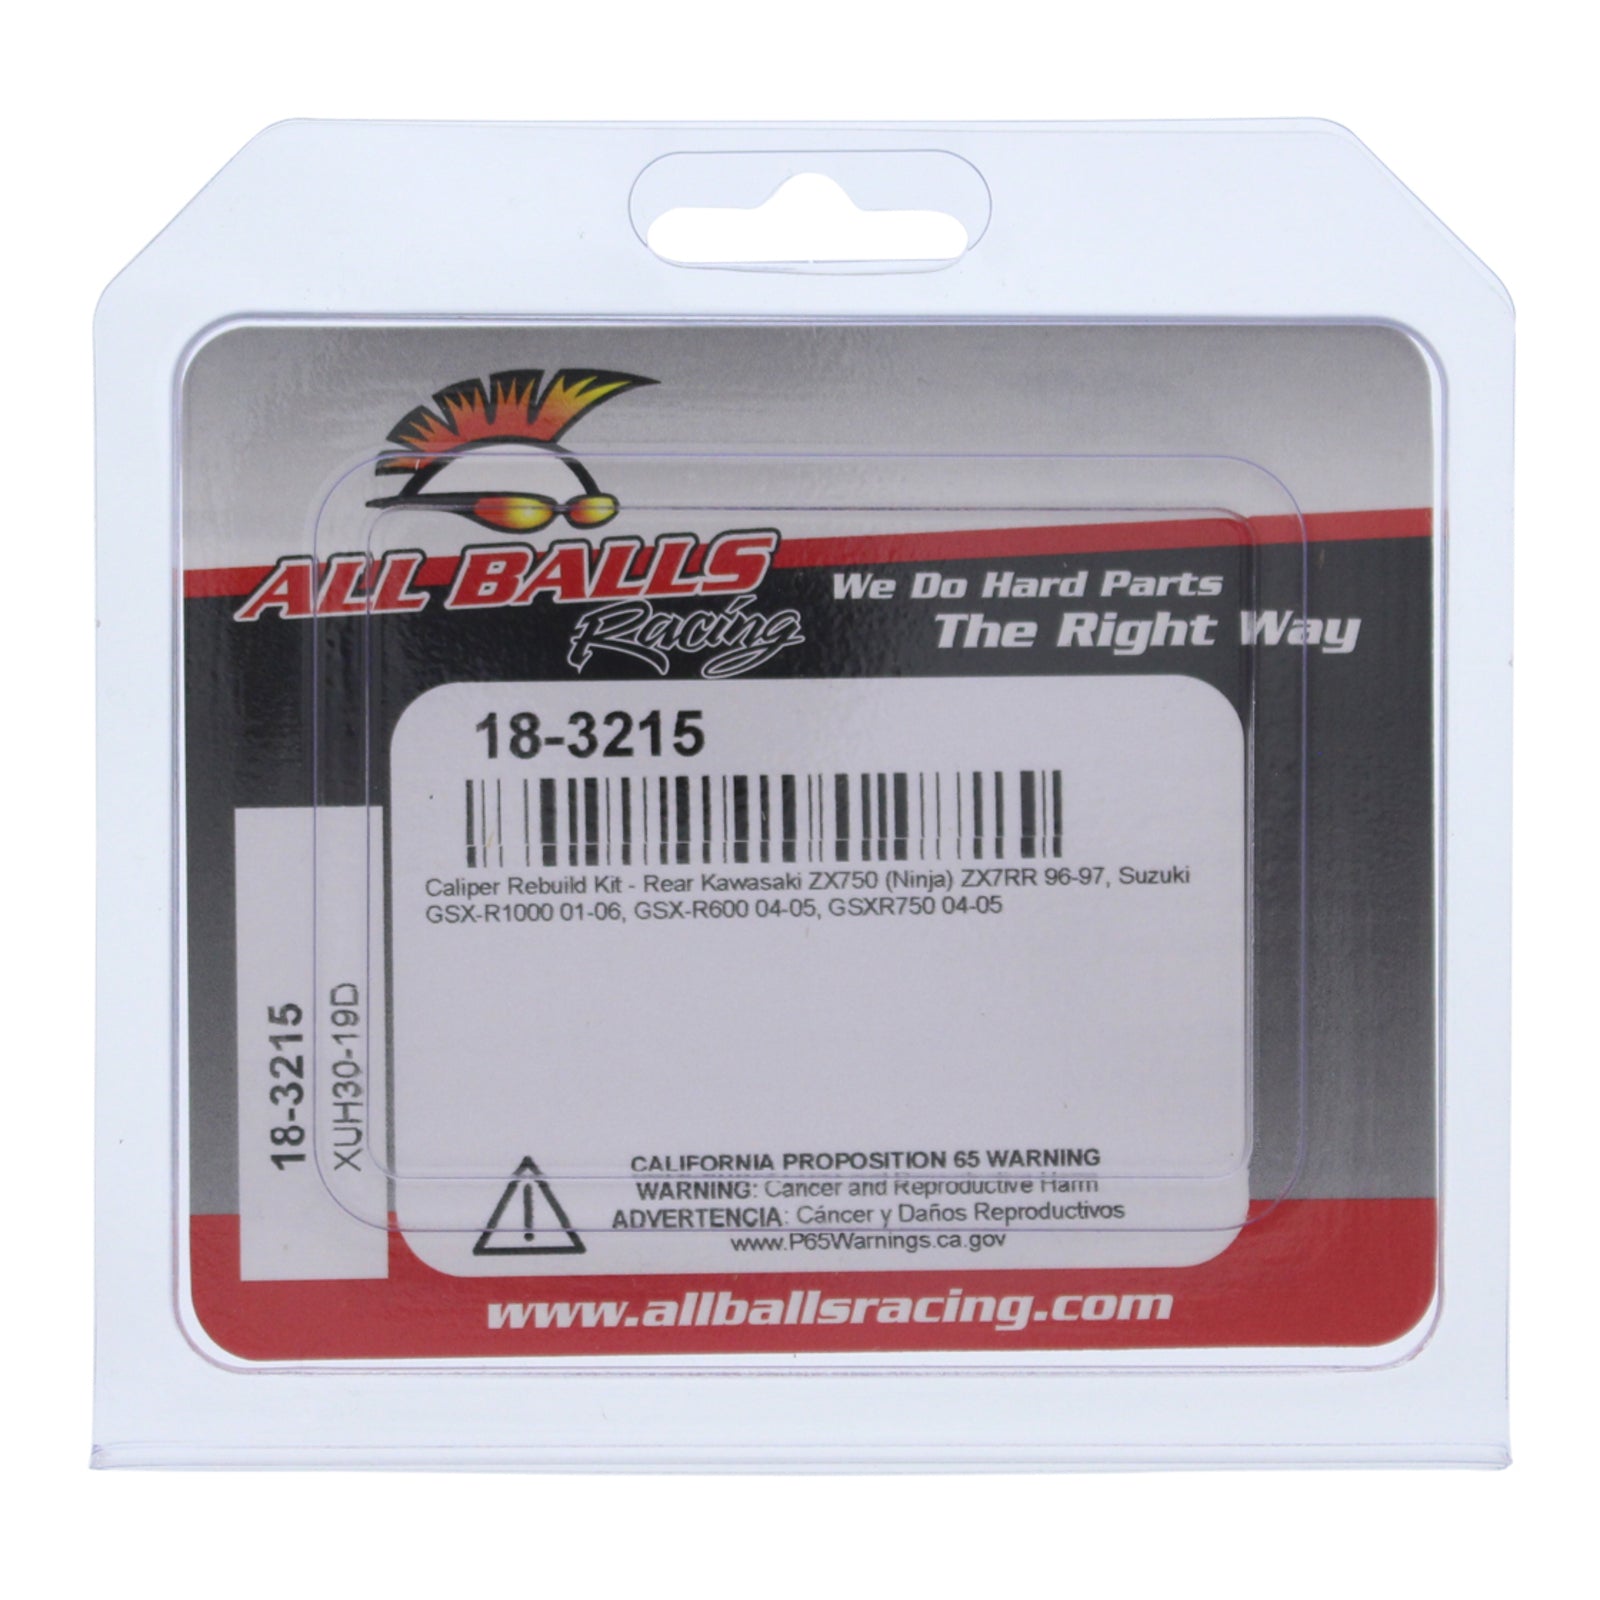 ALL BALLS
Racing
We Do Hard Parts
The Right Way
18-3215
Caliper Rebuild Kit - Rear Kawasaki ZX750 (Ninja) ZX7RR 96-97, Suzuki
GSX-R1000 01-06, GSX-R600 04-05, GSXR750 04-05
18-3215
XUH30-19D
CALIFORNIA PROPOSITION 65 WARNING
WARNING: Cancer and Reproductive Harm
ADVERTENCIA: Cáncer y Daños Reproductivos
www.P65Warnings.ca.gov
www.allballsracing.com